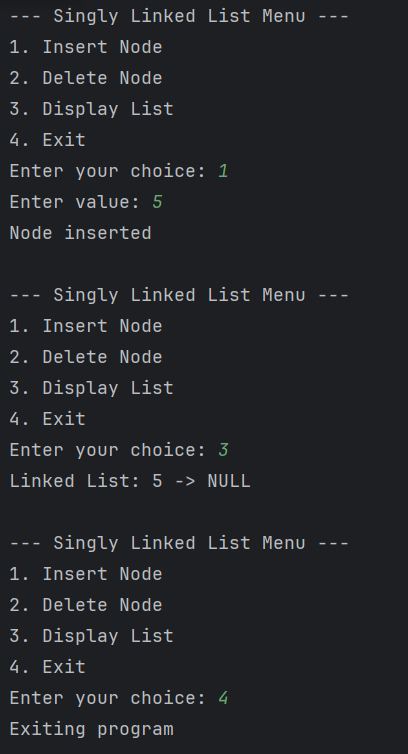 --- Singly Linked List Menu ---
1. Insert Node
2. Delete Node
3. Display List
4. Exit
Enter your choice: 1
Enter value: 5
Node inserted

--- Singly Linked List Menu ---
1. Insert Node
2. Delete Node
3. Display List
4. Exit
Enter your choice: 3
Linked List: 5 -> NULL

--- Singly Linked List Menu ---
1. Insert Node
2. Delete Node
3. Display List
4. Exit
Enter your choice: 4
Exiting program